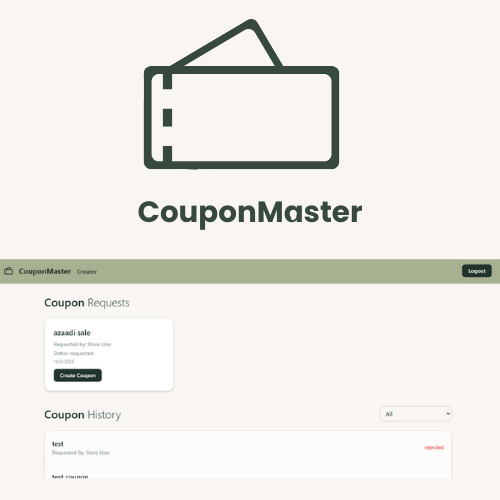 CouponMaster
CouponMaster Creator Logout
Coupon Requests
azaadi sale
Requested by: Store User
Status: requested
10/3/2025
Create Coupon
Coupon History All
test
Requested By: Store User
rejected
test coupon